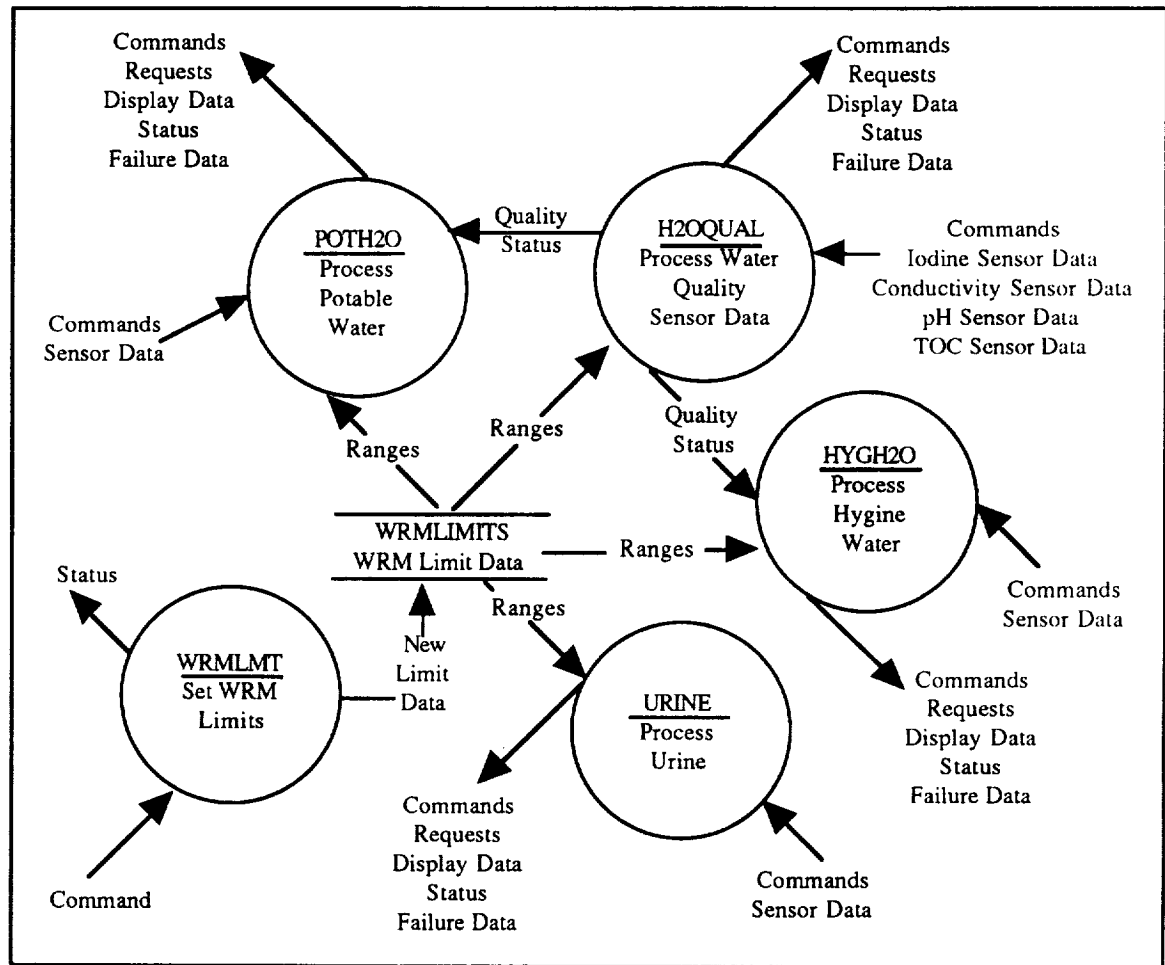 Commands
Requests
Display Data
Status
Failure Data
Commands
Requests
Display Data
Status
Failure Data
POTH2O
Process
Potable
Water
Quality
Status
H2OQUAL
Process Water
Quality
Sensor Data
Commands
Iodine Sensor Data
Conductivity Sensor Data
pH Sensor Data
TOC Sensor Data
Commands
Sensor Data
Ranges
Ranges
Quality
Status
HYGH2O
Process
Hygine
Water
WRMLIMITS
WRM Limit Data
Ranges
Commands
Sensor Data
Status
Ranges
New
Limit
Data
WRMLMT
Set WRM
Limits
URINE
Process
Urine
Commands
Requests
Display Data
Status
Failure Data
Commands
Requests
Display Data
Status
Failure Data
Command
Commands
Sensor Data